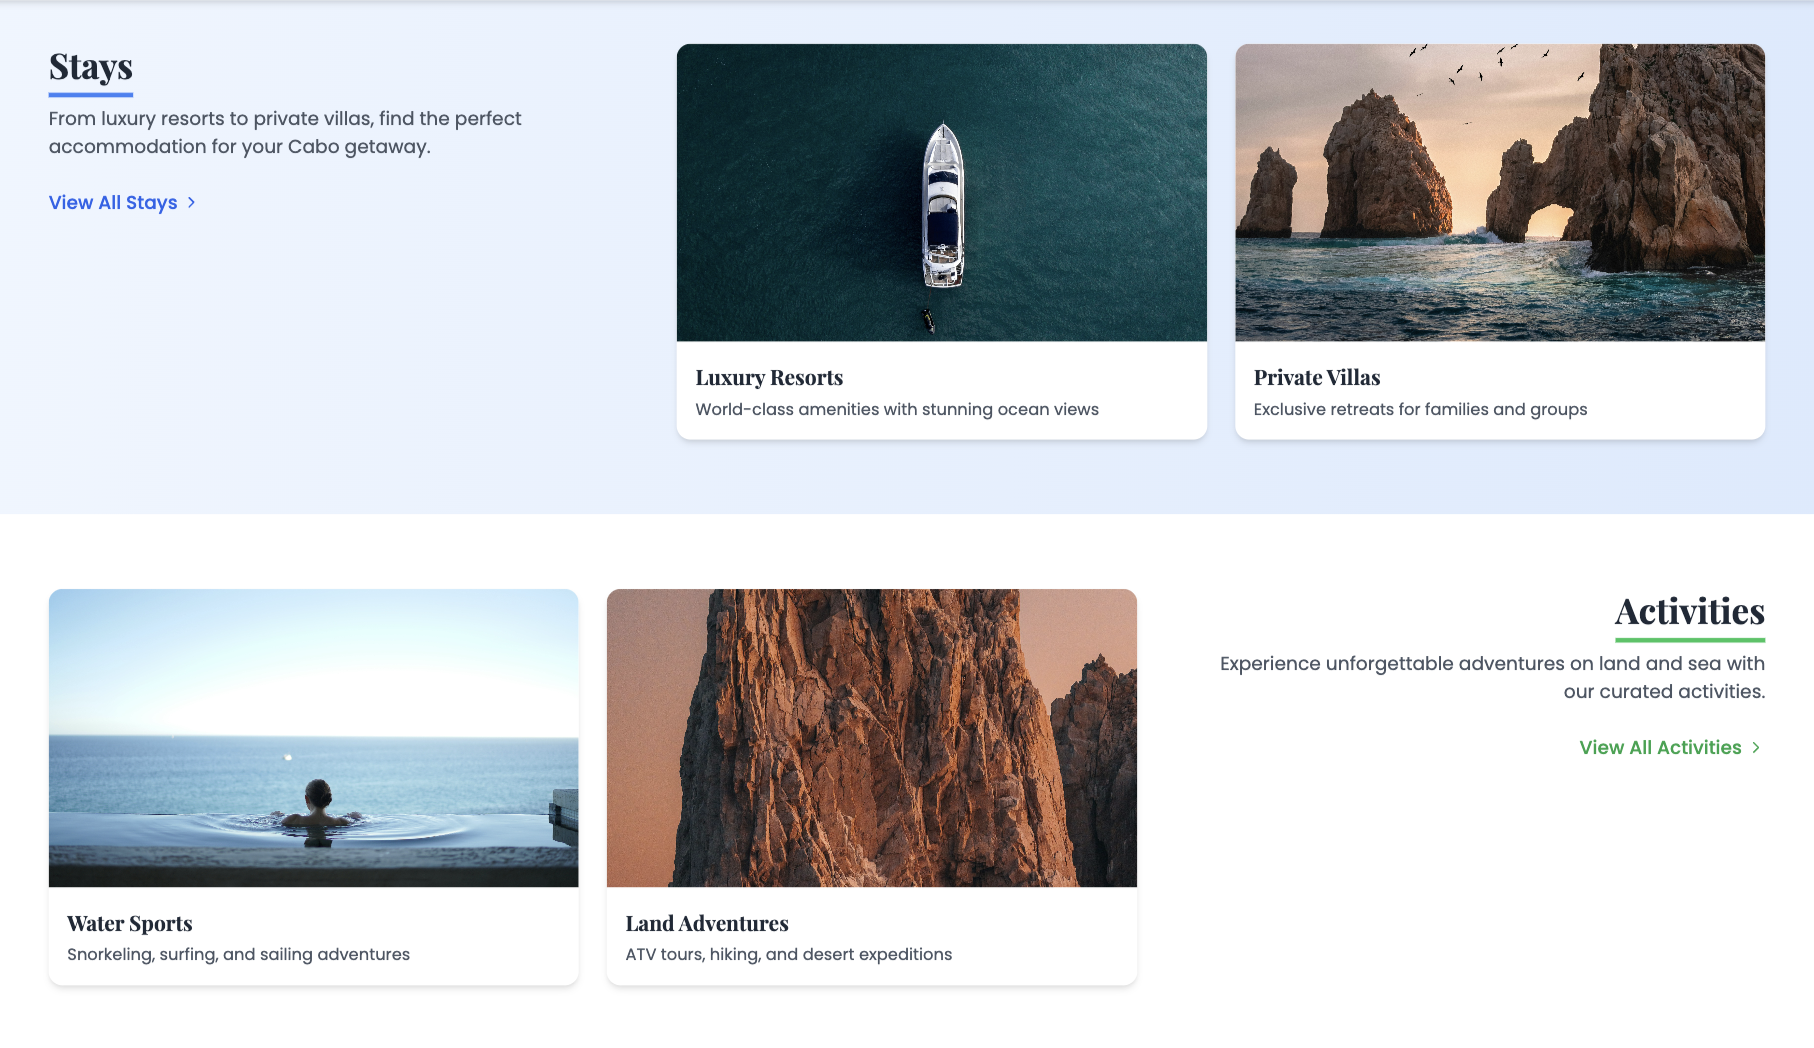 Stays
From luxury resorts to private villas, find the perfect
accommodation for your Cabo getaway.
View All Stays
Luxury Resorts
World-class amenities with stunning ocean views
Private Villas
Exclusive retreats for families and groups
Water Sports
Snorkeling, surfing, and sailing adventures
Land Adventures
ATV tours, hiking, and desert expeditions
Activities
Experience unforgettable adventures on land and sea with
our curated activities.
View All Activities